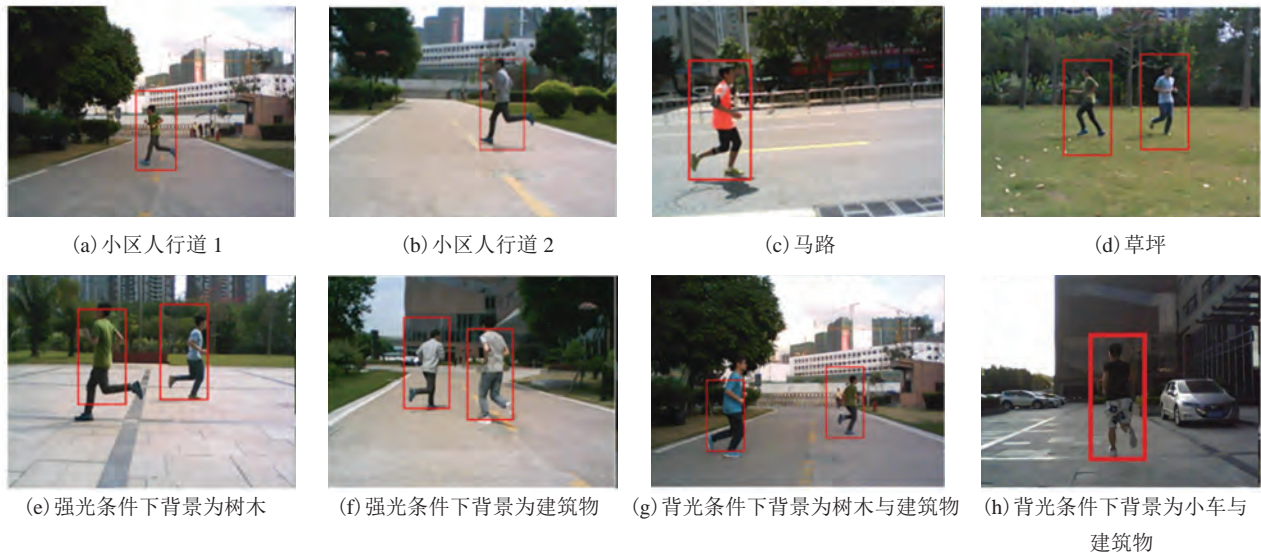 (a)小区人行道 1
(b)小区人行道 2
(c)马路
(d)草坪
(e)强光条件下背景为树木
(f)强光条件下背景为建筑物
(g)背光条件下背景为树木与建筑物
(h)背光条件下背景为小车与
建筑物